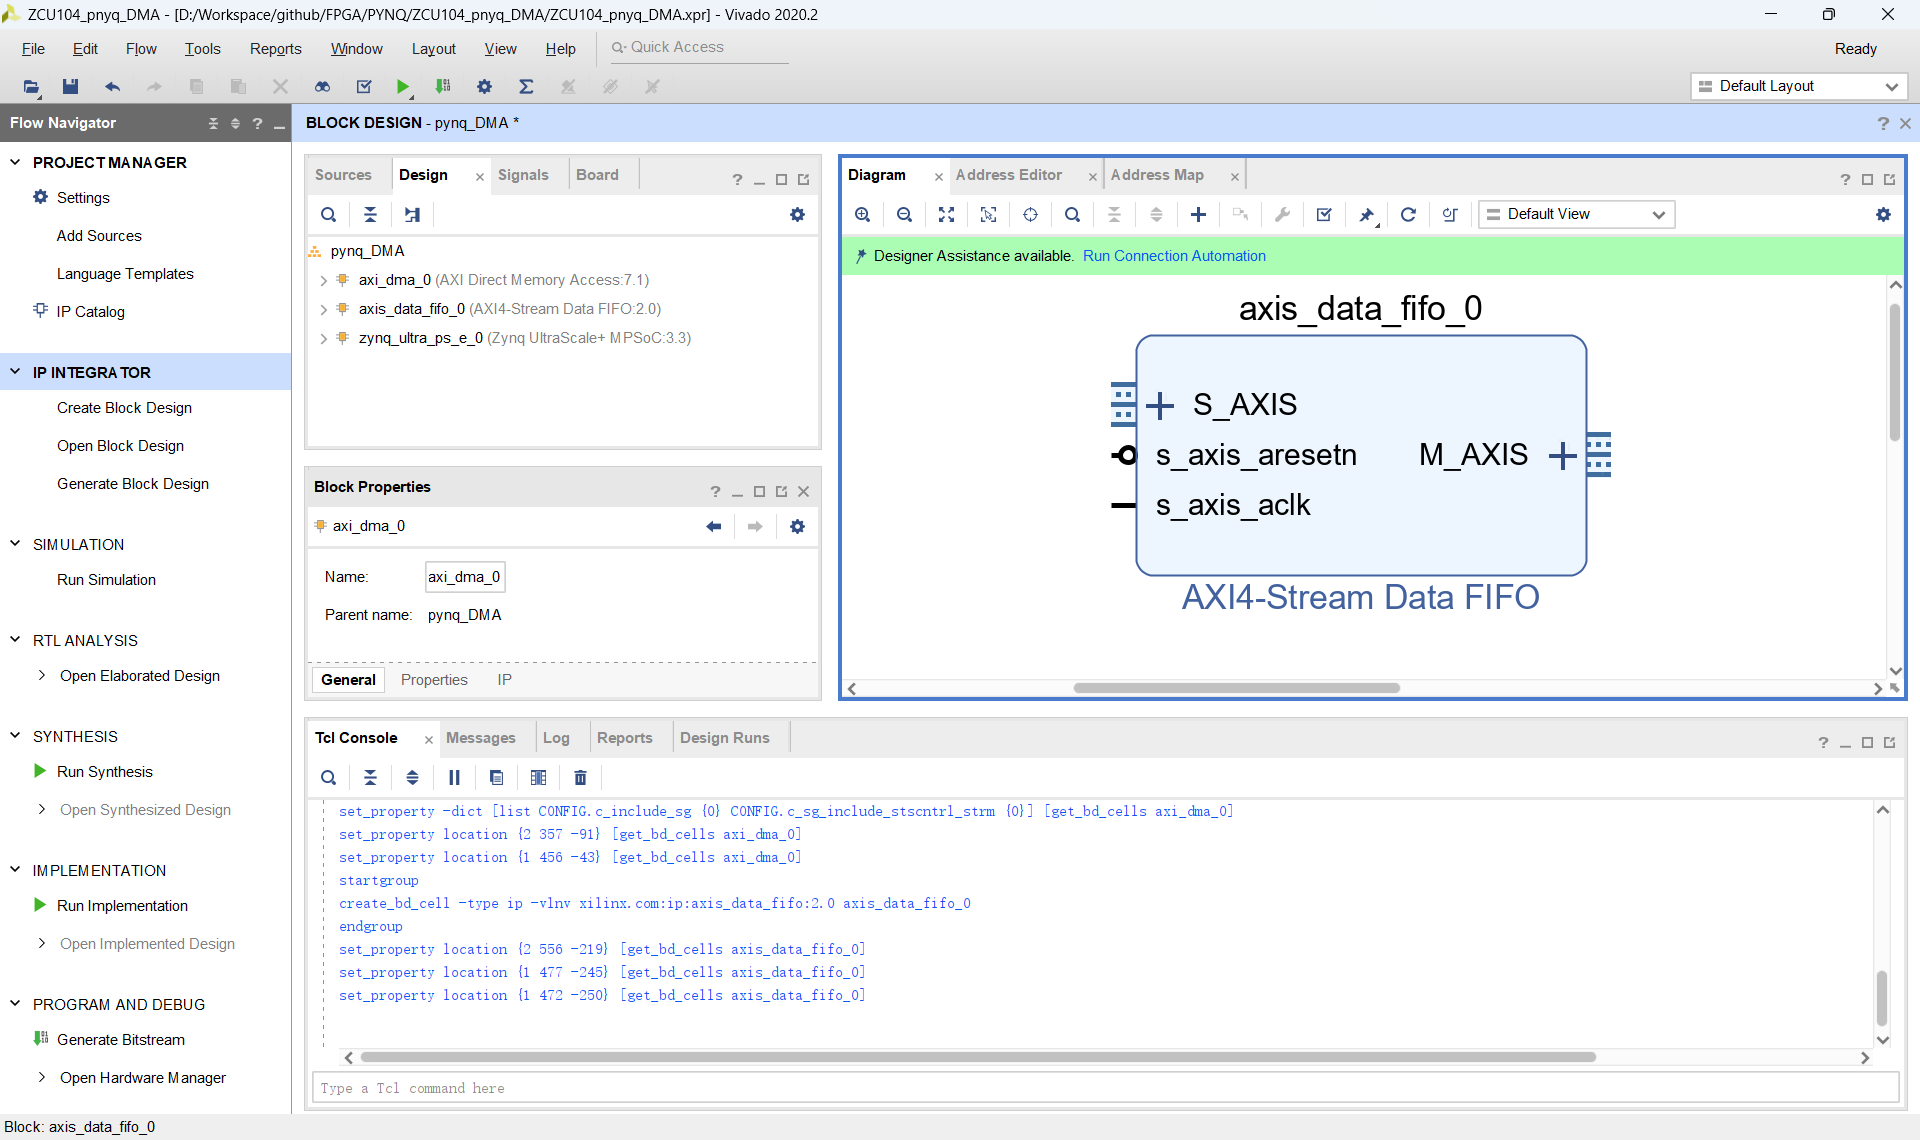 ZCU104_pnyq_DMA - [D:/Workspace/github/FPGA/PYNQ/ZCU104_pnyq_DMA/ZCU104_pnyq_DMA.xpr] - Vivado 2020.2
File Edit Flow Tools Reports Window Layout View Help Quick Access Ready
Default Layout
Flow Navigator
PROJECT MANAGER
Settings
Add Sources
Language Templates
IP Catalog
IP INTEGRATOR
Create Block Design
Open Block Design
Generate Block Design
SIMULATION
Run Simulation
RTL ANALYSIS
Open Elaborated Design
SYNTHESIS
Run Synthesis
Open Synthesized Design
IMPLEMENTATION
Run Implementation
Open Implemented Design
PROGRAM AND DEBUG
Generate Bitstream
Open Hardware Manager
BLOCK DESIGN - pynq_DMA *
Sources Design Signals Board
pynq_DMA
axi_dma_0 (AXI Direct Memory Access:7.1)
axis_data_fifo_0 (AXI4-Stream Data FIFO:2.0)
zynq_ultra_ps_e_0 (Zynq UltraScale+ MPSoC:3.3)
Block Properties
axi_dma_0
Name: axi_dma_0
Parent name: pynq_DMA
General Properties IP
Diagram Address Editor Address Map
Default View
Designer Assistance available. Run Connection Automation
axis_data_fifo_0
S_AXIS
s_axis_aresetn M_AXIS
s_axis_aclk
AXI4-Stream Data FIFO
Tcl Console Messages Log Reports Design Runs
set_property -dict [list CONFIG.c_include_sg {0} CONFIG.c_sg_include_stscntrl_strm {0}] [get_bd_cells axi_dma_0]
set_property location {2 357 -91} [get_bd_cells axi_dma_0]
set_property location {1 456 -43} [get_bd_cells axi_dma_0]
startgroup
create_bd_cell -type ip -vlnv xilinx.com:ip:axis_data_fifo:2.0 axis_data_fifo_0
endgroup
set_property location {2 556 -219} [get_bd_cells axis_data_fifo_0]
set_property location {1 477 -245} [get_bd_cells axis_data_fifo_0]
set_property location {1 472 -250} [get_bd_cells axis_data_fifo_0]
Type a Tcl command here
Block: axis_data_fifo_0